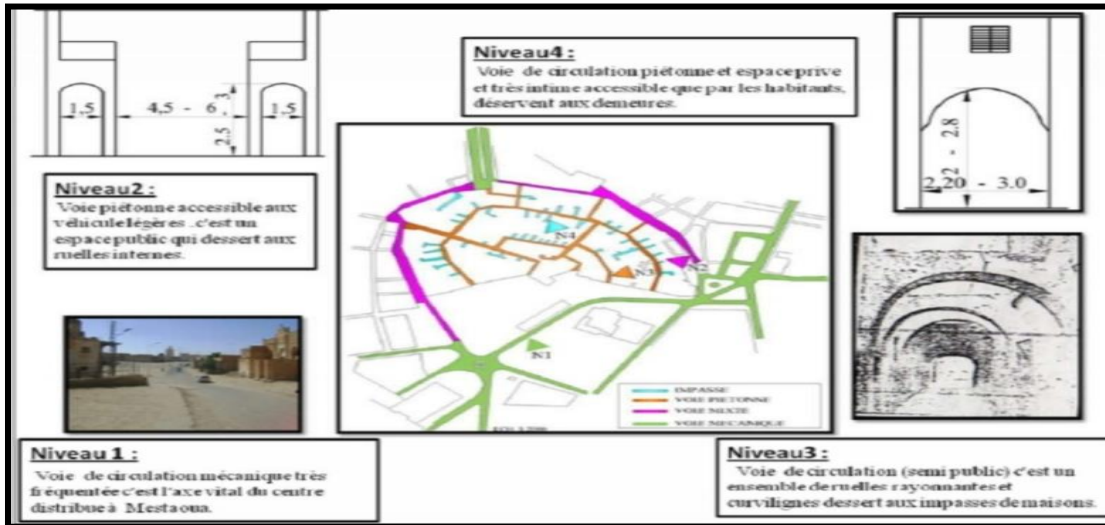 1,5
4,5 - 6
1,5
2.5 - 3
Niveau2 :
Voie piétonne accessible aux
véhicule légères . c'est un
espace public qui dessert aux
ruelles internes.
Niveau 1 :
Voie de circulation mécanique très
fréquentée c'est l'axe vital du centre
distribue à Mestaoua.
Niveau4 :
Voie de circulation piétonne et espace prive
et très intime accessible que par les habitants,
déservent aux demeures.
N4
N3
N2
N1
IMPASSE
VOIE PIETONNE
VOIE MIXTE
VOIE MECANIQUE
2 - 2.8
2,20 - 3.0
Niveau3 :
Voie de circulation (semi public) c'est un
ensemble de ruelles rayonnantes et
curvilignes dessert aux impasses de maisons.